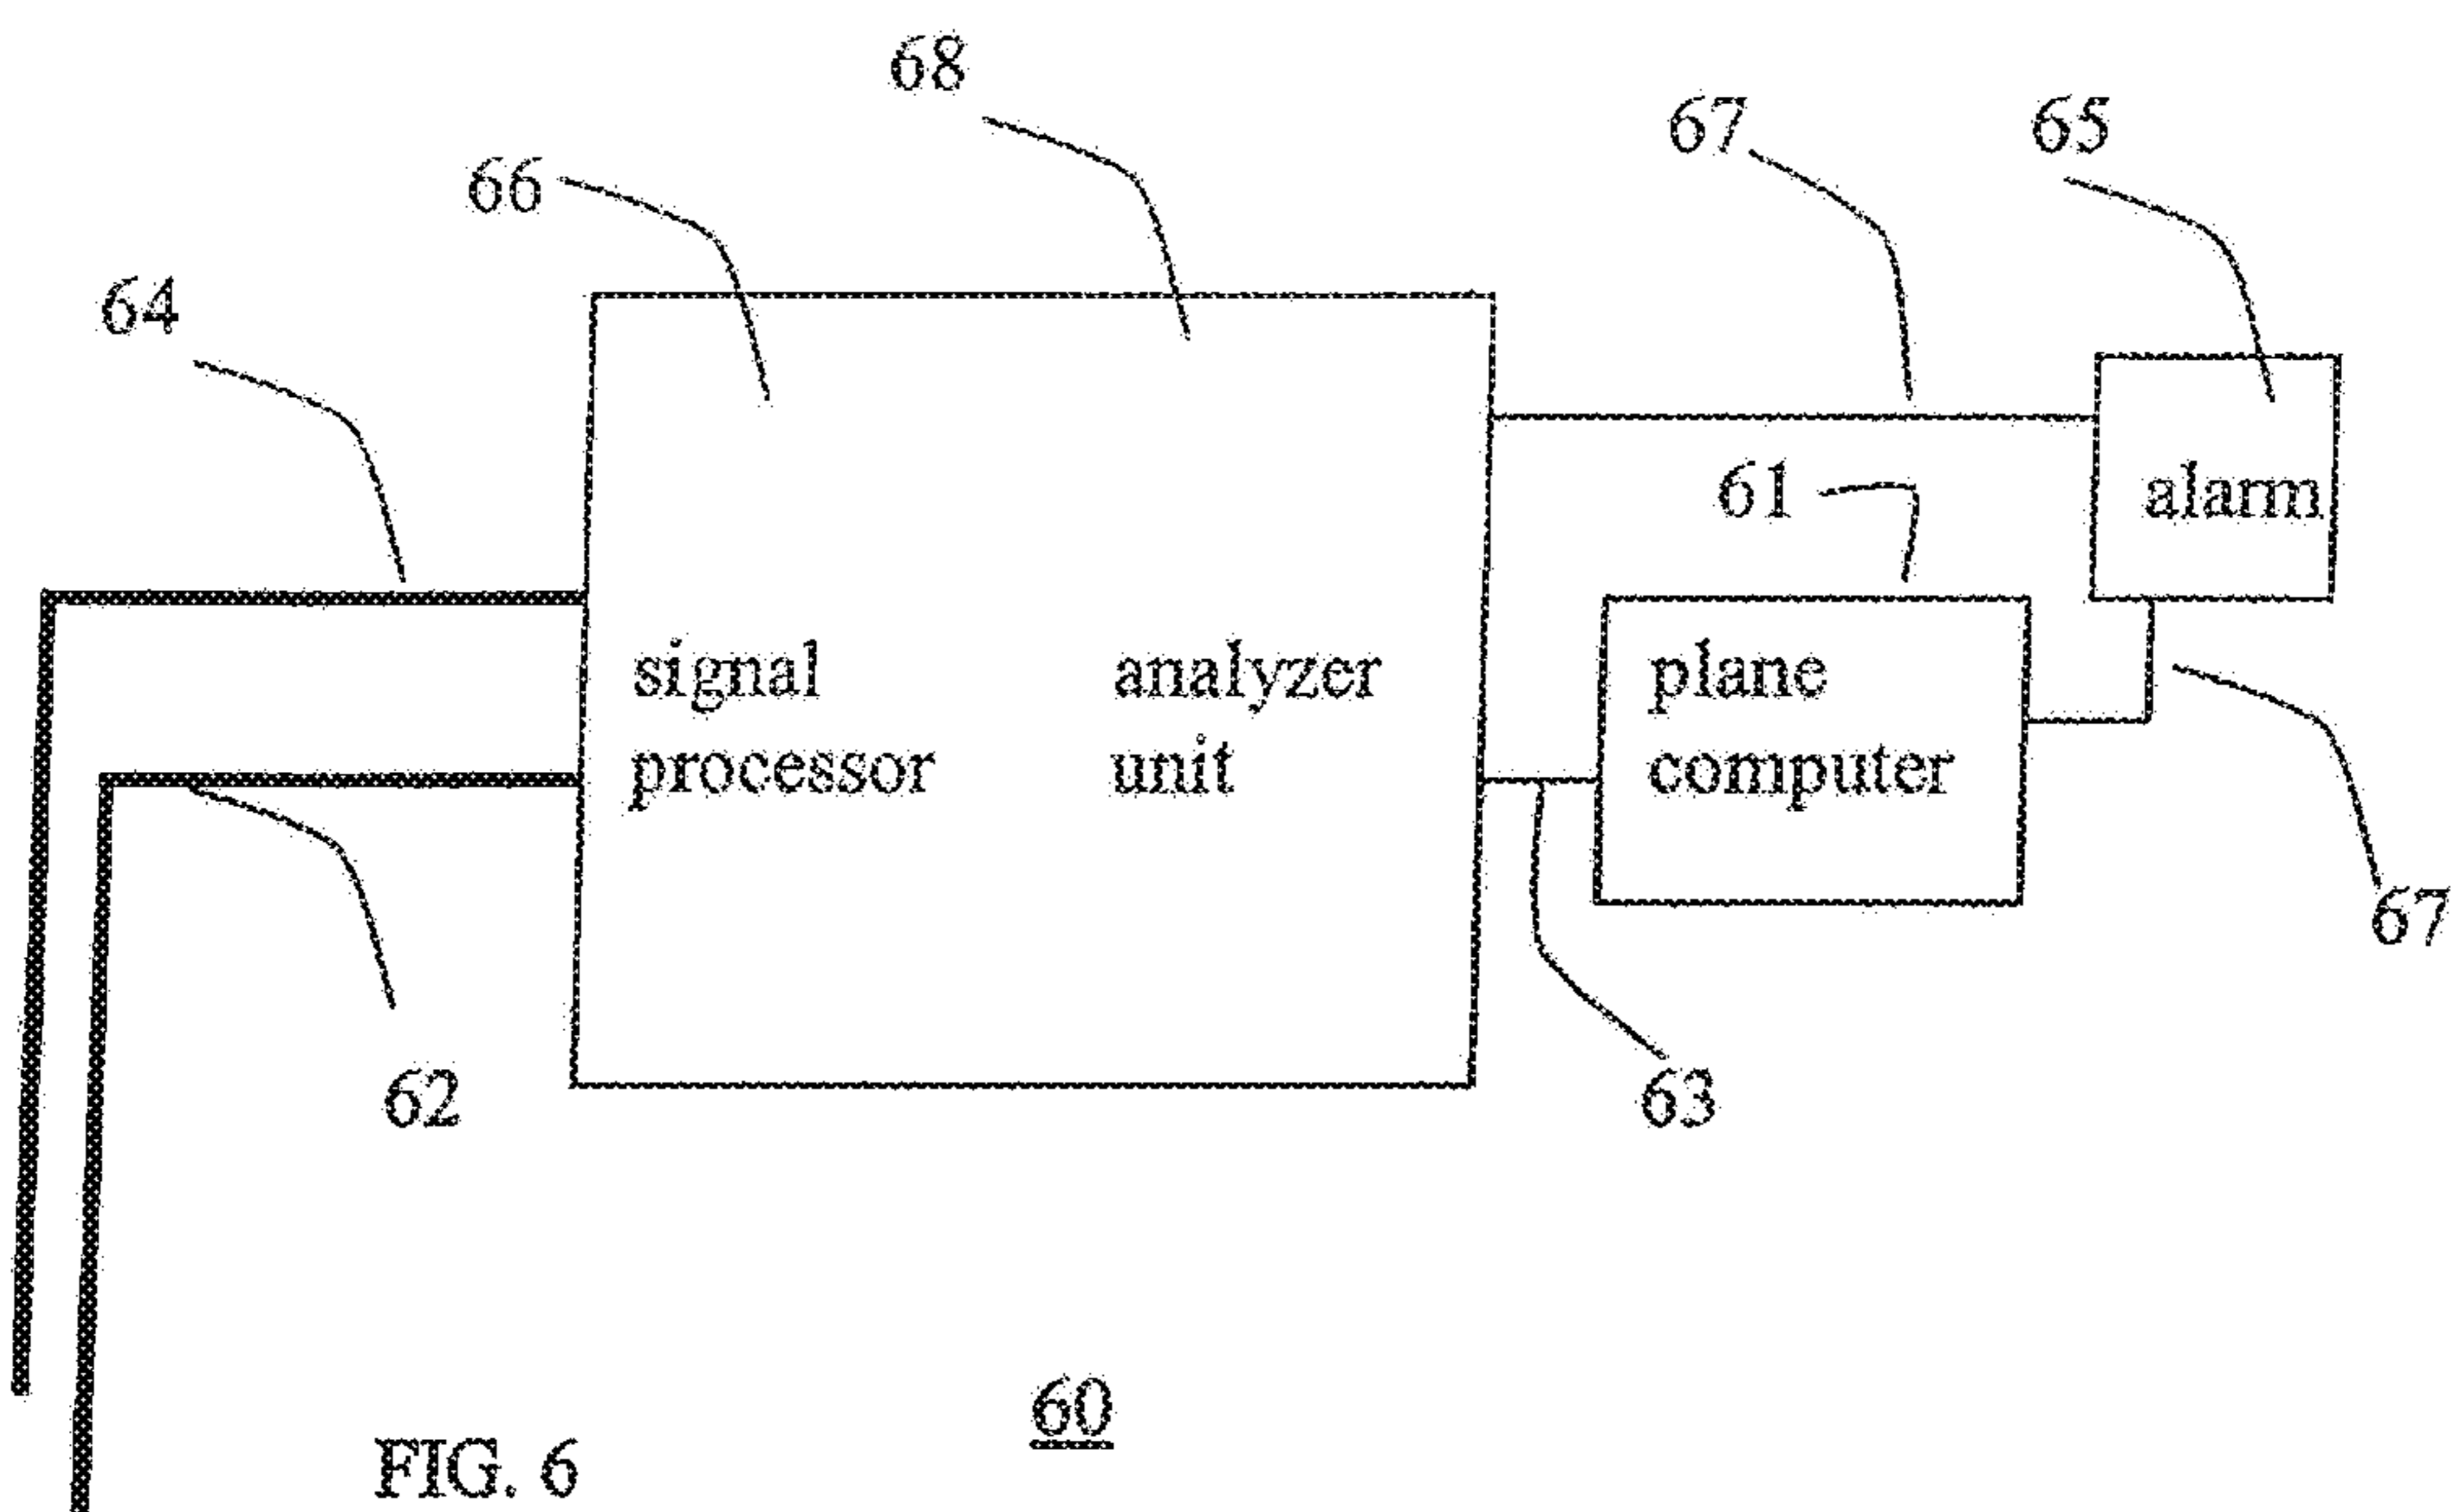 68
67
65
66
64
61
alarm
signal
processor
analyzer
unit
plane
computer
67
62
63
60
FIG. 6